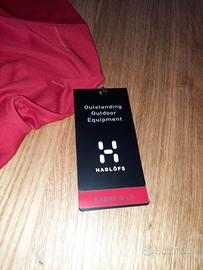 Outstanding
Outdoor
Equipment
HAGLÖFS